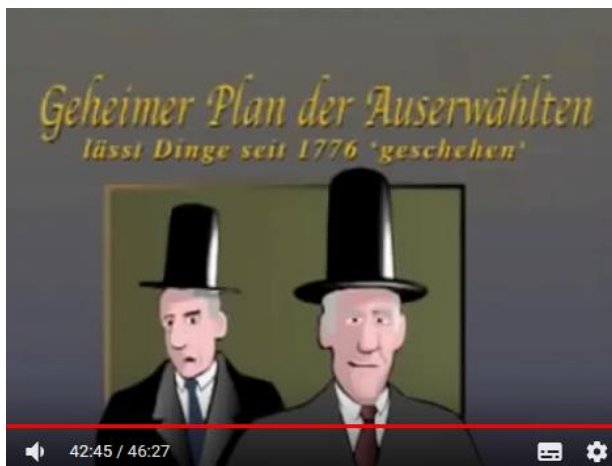 Geheimer Plan der Auserwählten
lässt Dinge seit 1776 'geschehen'
42:45 / 46:27